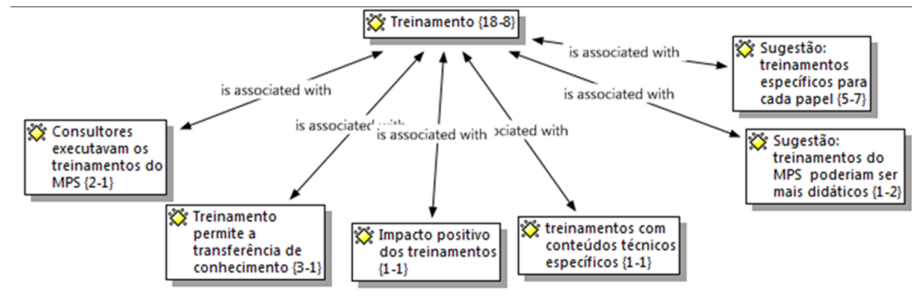 Treinamento {18-8}
is associated with
Sugestão:
treinamentos
específicos para
cada papel {5-7}
is associated with
is associated with
Consultores
executavam os
treinamentos do
MPS {2-1}
is associated with
is associated with
Sugestão:
treinamentos do
MPS poderiam ser
mais didáticos {1-2}
Treinamento
permite a
transferência de
conhecimento {3-1}
Impacto positivo
dos treinamentos
{1-1}
treinamentos com
conteúdos técnicos
específicos {1-1}